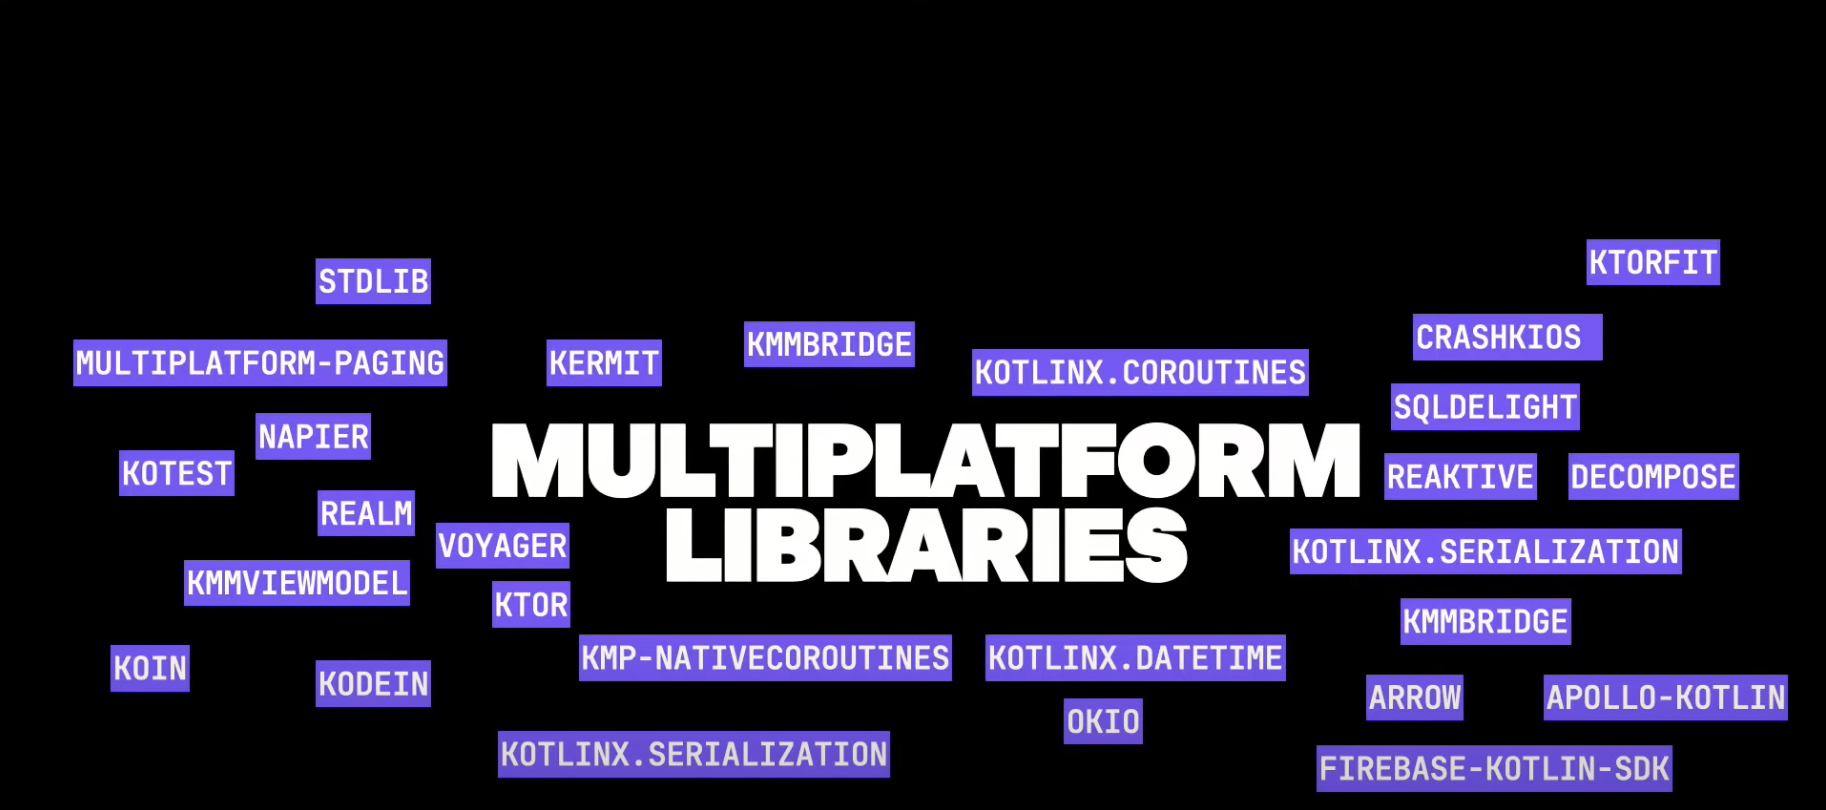 KTORFIT
STDLIB
CRASHKIOS
KMMBRIDGE
MULTIPLATFORM-PAGING
KERMIT
KOTLINX.COROUTINES
SQLDELIGHT
NAPIER
MULTIPLATFORM
LIBRARIES
KOTEST
REAKTIVE
DECOMPOSE
REALM
VOYAGER
KOTLINX.SERIALIZATION
KMMVIEWMODEL
KTOR
KMMBRIDGE
KMP-NATIVECOROUTINES
KOTLINX.DATETIME
KOIN
KODEIN
ARROW
APOLLO-KOTLIN
OKIO
KOTLINX.SERIALIZATION
FIREBASE-KOTLIN-SDK